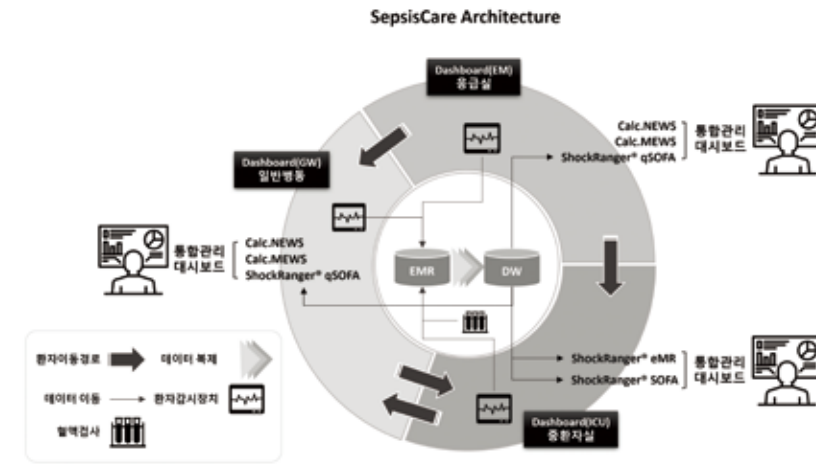 SepsisCare Architecture
Dashboard(EM)
응급실
Calc.NEWS
Calc.MEWS
ShockRanger® qSOFA
통합관리
대시보드
Dashboard(GW)
일반병동
Calc.NEWS
Calc.MEWS
ShockRanger® qSOFA
통합관리
대시보드
EMR
DW
ShockRanger® eMR
ShockRanger® SOFA
통합관리
대시보드
Dashboard(ICU)
중환자실
환자이동경로
데이터 복제
데이터 이동
환자감시장치
혈액검사